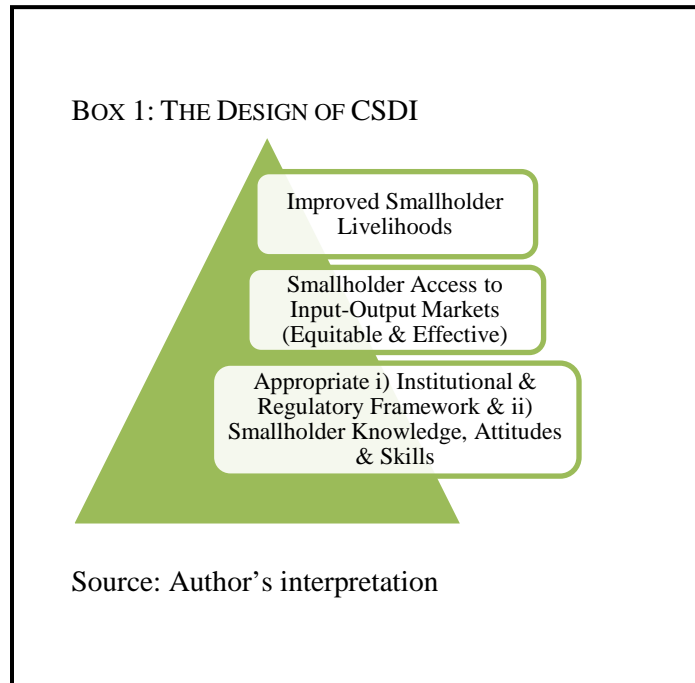 BOX 1: THE DESIGN OF CSDI
Improved Smallholder
Livelihoods
Smallholder Access to
Input-Output Markets
(Equitable & Effective)
Appropriate i) Institutional &
Regulatory Framework & ii)
Smallholder Knowledge, Attitudes
& Skills
Source: Author’s interpretation